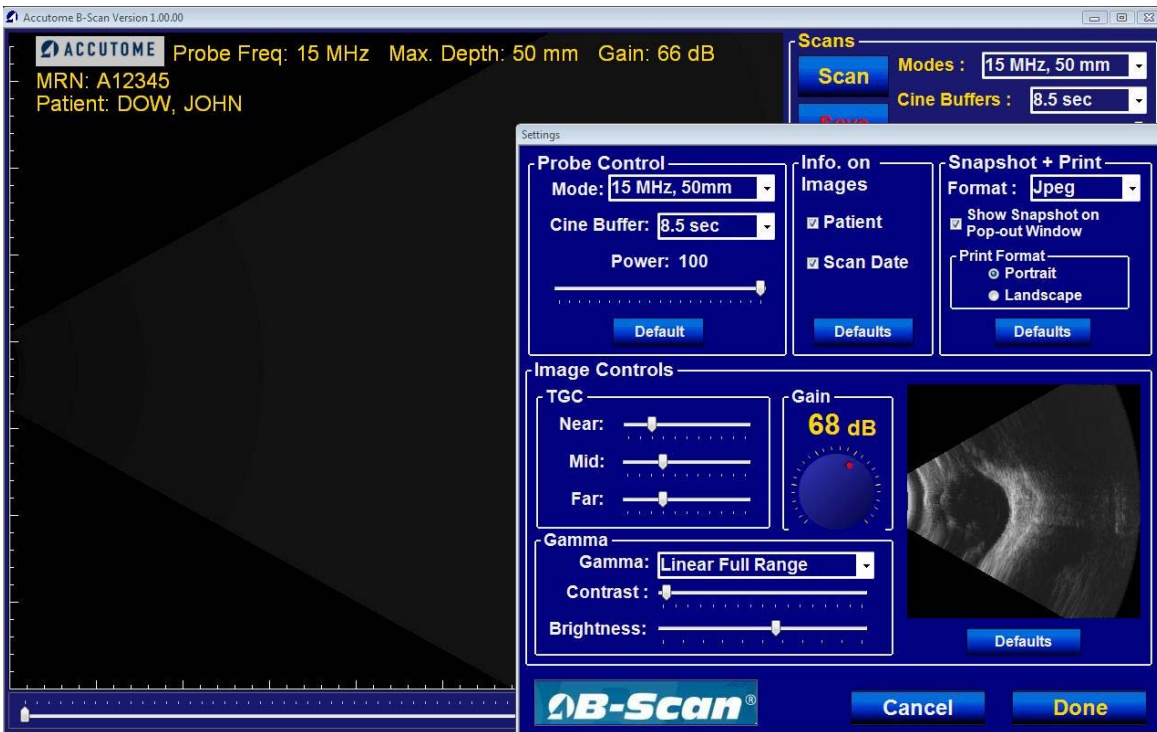 Accutome B-Scan Version 1.00.00
ACCUTOME Probe Freq: 15 MHz Max. Depth: 50 mm Gain: 66 dB
MRN: A12345
Patient: DOW, JOHN
Scans
Scan
Modes : 15 MHz, 50 mm
Cine Buffers : 8.5 sec
Save
Settings
Probe Control
Mode: 15 MHz, 50mm
Cine Buffer: 8.5 sec
Power: 100
Default
Info. on
Images
Patient
Scan Date
Defaults
Snapshot + Print
Format : Jpeg
Show Snapshot on
Pop-out Window
Print Format
Portrait
Landscape
Defaults
Image Controls
TGC
Near:
Mid:
Far:
Gain
68 dB
Gamma
Gamma: Linear Full Range
Contrast :
Brightness:
Defaults
B-Scan®
Cancel
Done